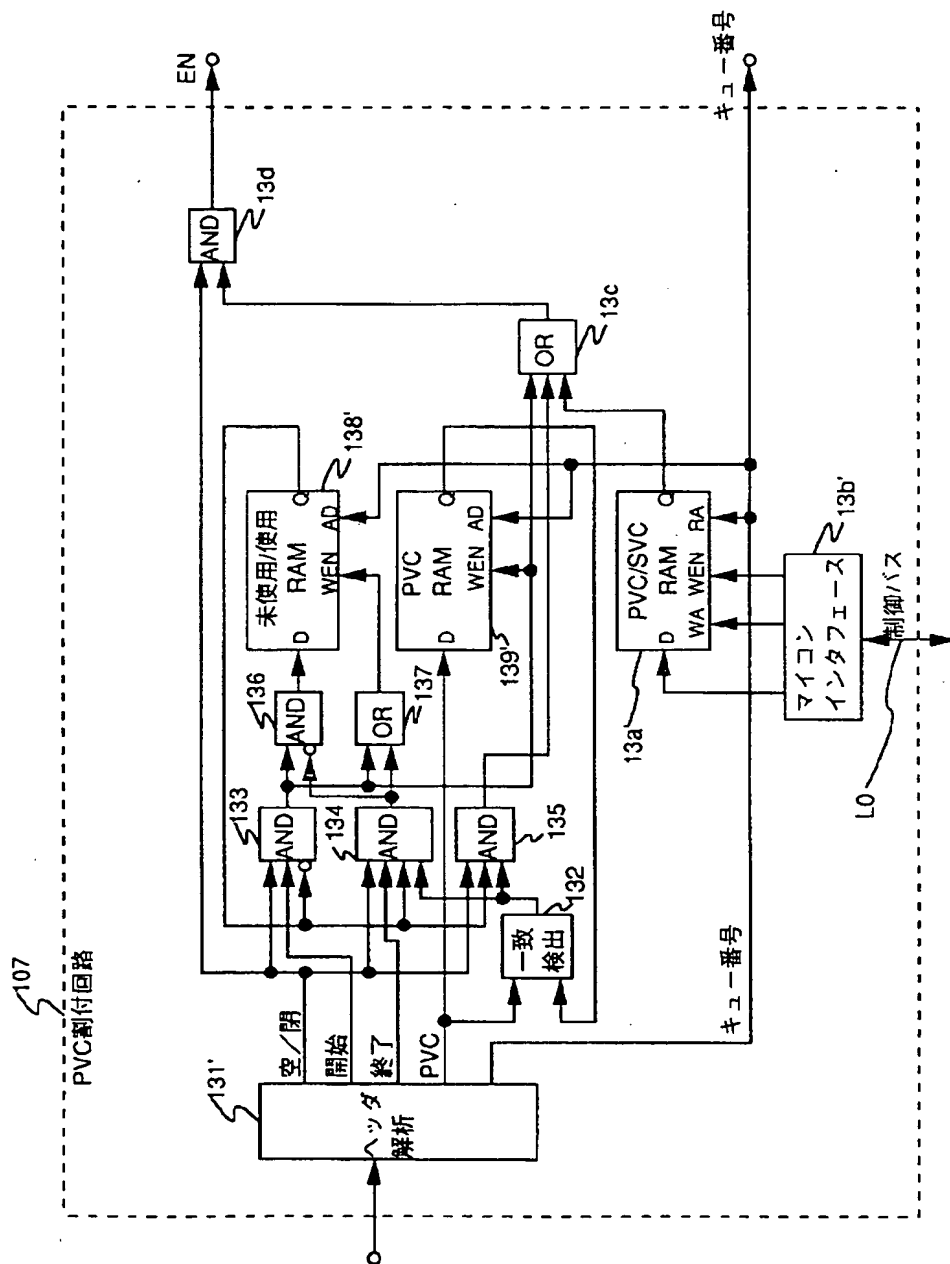 107
PVC割付回路
EN
AND
13d
138'
未使用/使用
RAM
D
Q
WEN
AD
136
AND
133
AND
OR
137
134
AND
PVC
RAM
D
Q
WEN
AD
139'
OR
13c
AND
135
132
一致
検出
131'
ヘッダ
解析
空/閉
開始
終了
PVC
キュー番号
キュー番号
PVC/SVC
RAM
D
Q
WA
WEN
RA
13a
マイコン
インタフェース
13b'
制御バス
L0